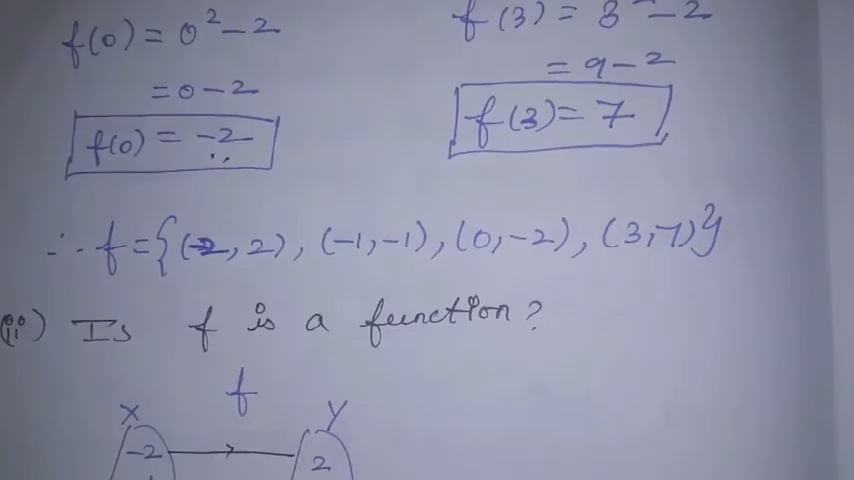 f(0) = 0² - 2
= 0 - 2
f(0) = -2
f(3) = 3² - 2
= 9 - 2
f(3) = 7
∴ f = {(-2, 2), (-1, -1), (0, -2), (3, 7)}
(ii) Is f is a function?
f
X Y
-2 2